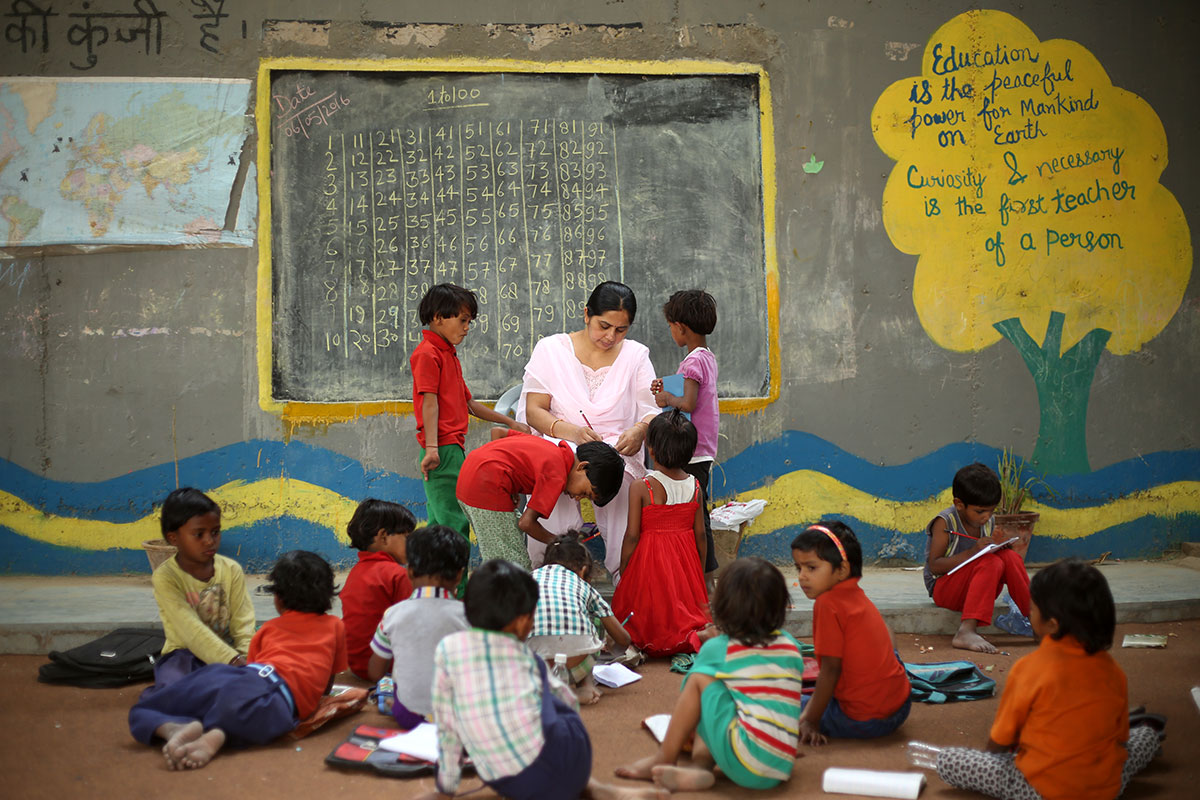 की कुंजी है।
Date
06/05/2016
1 to 100
1 11 21 31 41 51 61 71 81 91
2 12 22 32 42 52 62 72 82 92
3 13 23 33 43 53 63 73 83 93
4 14 24 34 44 54 64 74 84 94
5 15 25 35 45 55 65 75 85 95
6 16 26 36 46 56 66 76 86 96
7 17 27 37 47 57 67 77 87 97
8 18 28 38 58 68 78 88
9 19 29 69 79
10 20 30 70
Education
is the peaceful
power for Mankind
on Earth
Curiosity & necessary
is the first teacher
of a person